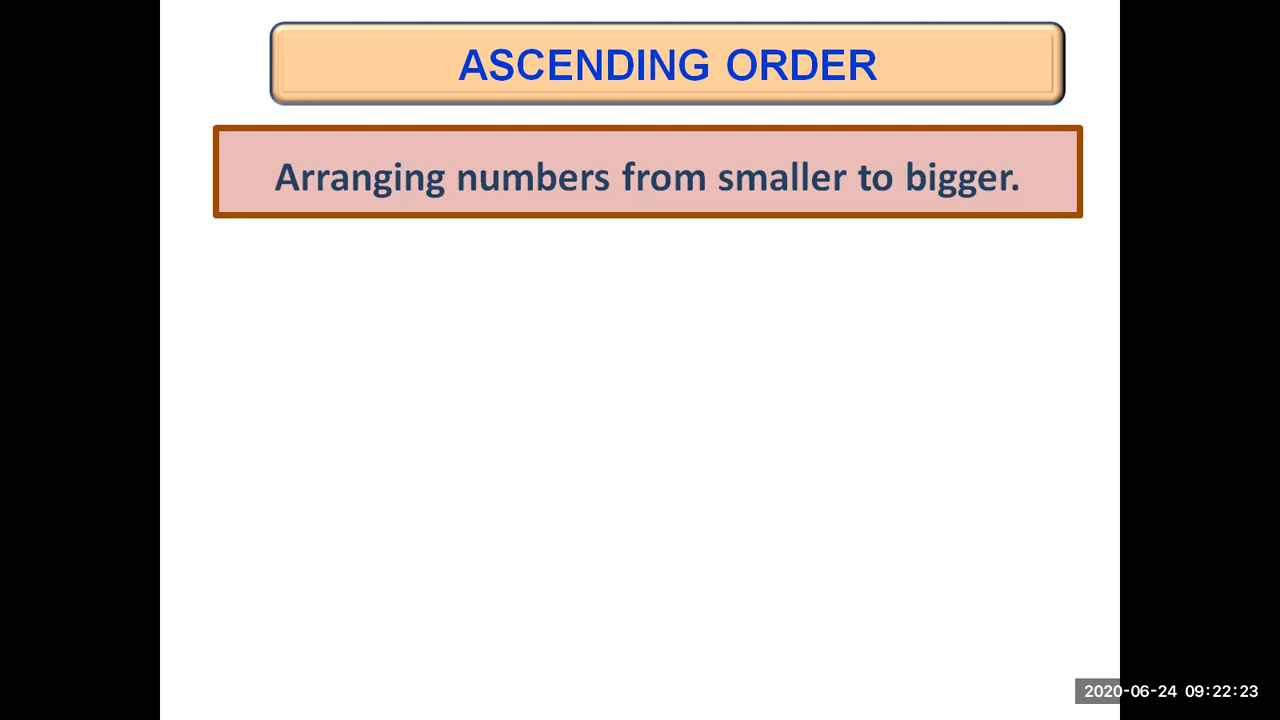 ASCENDING ORDER
Arranging numbers from smaller to bigger.
2020-06-24 09:22:23